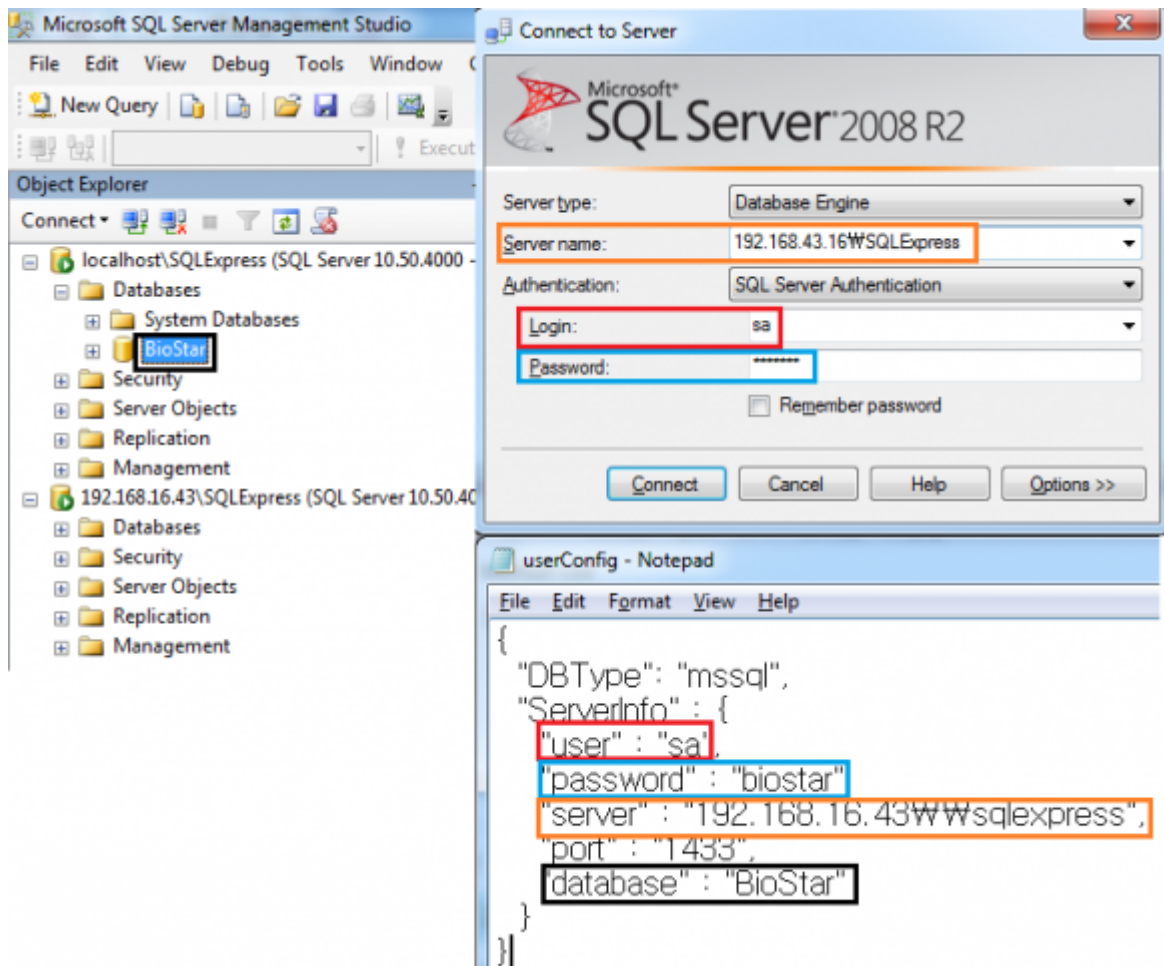 Microsoft SQL Server Management Studio
File Edit View Debug Tools Window
New Query
Execut
Object Explorer
Connect
localhost\SQLExpress (SQL Server 10.50.4000 -
Databases
System Databases
BioStar
Security
Server Objects
Replication
Management
192.168.16.43\SQLExpress (SQL Server 10.50.40
Databases
Security
Server Objects
Replication
Management
Connect to Server
Microsoft®
SQL Server® 2008 R2
Server type: Database Engine
Server name: 192.168.43.16₩SQLExpress
Authentication: SQL Server Authentication
Login: sa
Password: *******
Remember password
Connect Cancel Help Options >>
userConfig - Notepad
File Edit Format View Help
{
"DBType": "mssql",
"ServerInfo" : {
"user" : "sa",
"password" : "biostar"
"server" : "192.168.16.43₩₩sqlexpress",
"port" : "1433",
"database" : "BioStar"
}
}